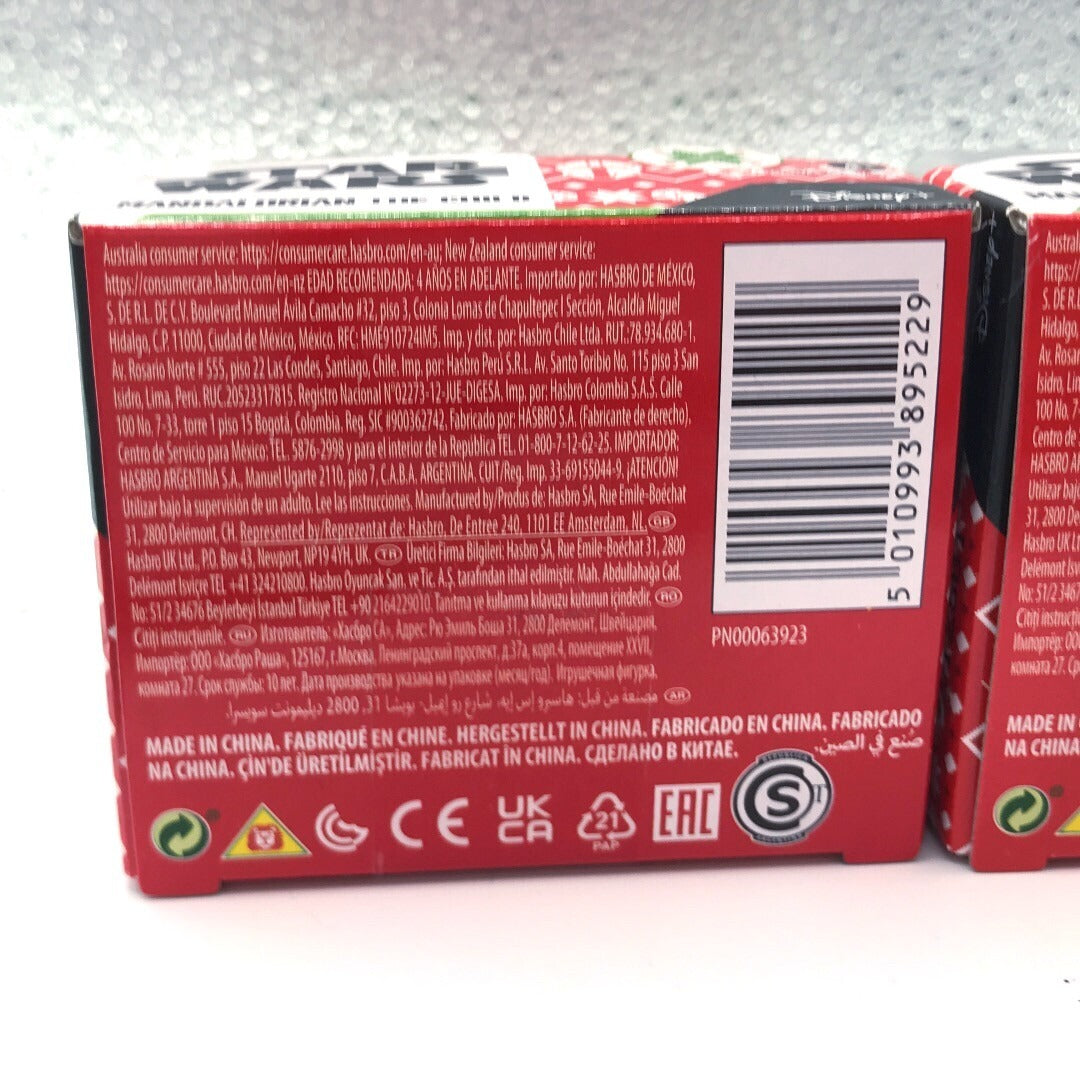 STAR
WARS
MANDALORIAN THE CHILD
Australia consumer service: https://consumercare.hasbro.com/en-au; New Zealand consumer service:
https://consumercare.hasbro.com/en-nz EDAD RECOMENDADA: 4 AÑOS EN ADELANTE. Importado por: HASBRO DE MÉXICO,
S. DE R.L. DE C.V. Boulevard Manuel Ávila Camacho #32, piso 3, Colonia Lomas de Chapultepec I Sección, Alcaldía Miguel
Hidalgo, C.P. 11000, Ciudad de México, México. RFC: HME910724IM5. Imp. y dist. por: Hasbro Chile Ltda. RUT.:78.934.680-1.
Av. Rosario Norte # 555, piso 22 Las Condes, Santiago, Chile. Imp. por: Hasbro Perú S.R.L. Av. Santo Toribio No. 115 piso 3 San
Isidro, Lima, Perú. RUC.20523317815. Registro Nacional N°02273-12-JUE-DIGESA. Imp. por: Hasbro Colombia S.A.S. Calle
100 No. 7-33, torre 1 piso 15 Bogotá, Colombia. Reg. SIC #900362742. Fabricado por: HASBRO S.A. (Fabricante de derecho).
Centro de Servicios para México: TEL. 5876-2998 y para el interior de la República TEL. 01-800-7-12-62-25. IMPORTADOR:
HASBRO ARGENTINA S.A., Manuel Ugarte 2110, piso 7, C.A.B.A. ARGENTINA. CUIT/Reg. Imp. 33-69155044-9. ¡ATENCIÓN!
Utilizar bajo la supervisión de un adulto. Lee las instrucciones. Manufactured by/Produs de: Hasbro SA, Rue Emile-Boéchat
31, 2800 Delémont, CH. Represented by/Reprezentat de: Hasbro, De Entree 240, 1101 EE Amsterdam, NL. GB
Hasbro UK Ltd., P.O. Box 43, Newport, NP19 4YH, UK. TR Üretici Firma Bilgileri: Hasbro SA, Rue Emile-Boéchat 31, 2800
Delémont İsviçre TEL +41 324210800. Hasbro Oyuncak San. ve Tic. A.Ş. tarafından ithal edilmiştir. Mah. Abdullahağa Cad.
No: 51/2 34676 Beylerbeyi İstanbul Türkiye TEL +90 2164229010. Tanıtma ve kullanma kılavuzu kutunun içindedir. RO
Citiți instrucțiunile. RU Изготовитель: «Хасбро СА», Адрес: Рю Эмиль Боша 31, 2800 Делемонт, Швейцария.
Импортёр: ООО «Хасбро Раша», 125167, г.Москва, Ленинградский проспект, д.37а, корп.4, помещение XXVII,
комната 27. Срок службы: 10 лет. Дата производства указана на упаковке (месяц/год). Игрушечная фигурка.
AR مصنعة من قبل: هاسبرو إس إيه، شارع رو إميل- بويشا 31، 2800 ديليمونت سويسرا.
MADE IN CHINA. FABRIQUÉ EN CHINE. HERGESTELLT IN CHINA. FABRICADO EN CHINA. FABRICADO
NA CHINA. ÇİN'DE ÜRETİLMİŞTİR. FABRICAT ÎN CHINA. СДЕЛАНО В КИТАЕ. صُنع في الصين.
5 010993 895229
PN00063923
CE
UK
CA
21
PAP
EAC